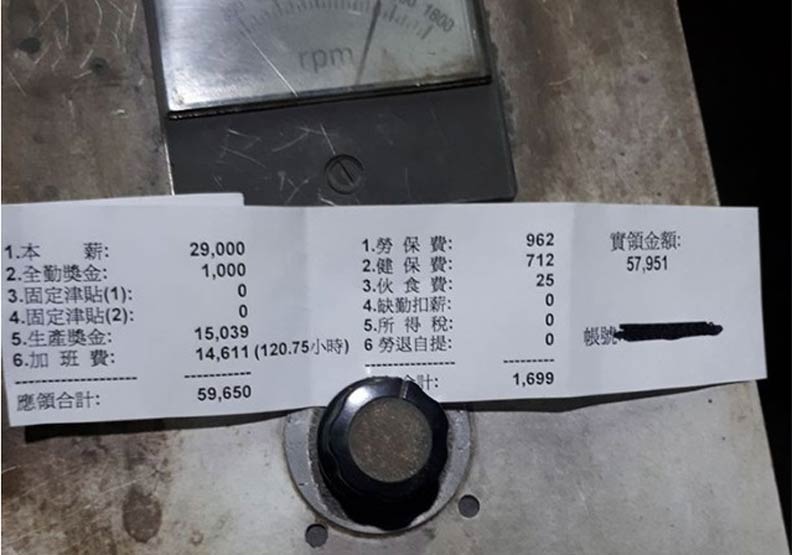 1800
rpm
1.本　　薪: 29,000
2.全勤獎金: 1,000
3.固定津貼(1): 0
4.固定津貼(2): 0
5.生產獎金: 15,039
6.加 班 費: 14,611 (120.75小時)
--------------- -------
應領合計: 59,650
1.勞 保 費: 962
2.健 保 費: 712
3.伙 食 費: 25
4.缺勤扣薪: 0
5.所 得 稅: 0
6 勞退自提: 0
--------------- -------
計: 1,699
實領金額:
57,951
帳號